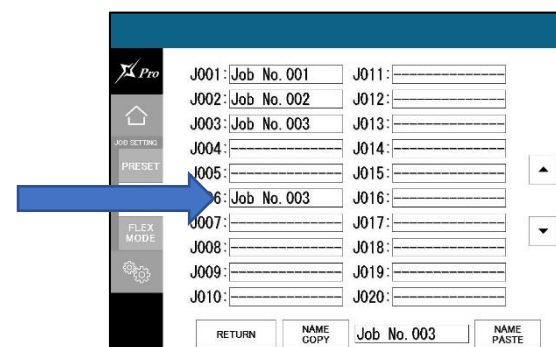 Pro
J001: Job No. 001 J011: --------------
J002: Job No. 002 J012: --------------
J003: Job No. 003 J013: --------------
JOB SETTING
J004: -------------- J014: --------------
PRESET
J005: -------------- J015: --------------
6: Job No. 003 J016: --------------
J007: -------------- J017: --------------
FLEX
MODE
J008: -------------- J018: --------------
J009: -------------- J019: --------------
J010: -------------- J020: --------------
RETURN
NAME
COPY
Job No. 003
NAME
PASTE